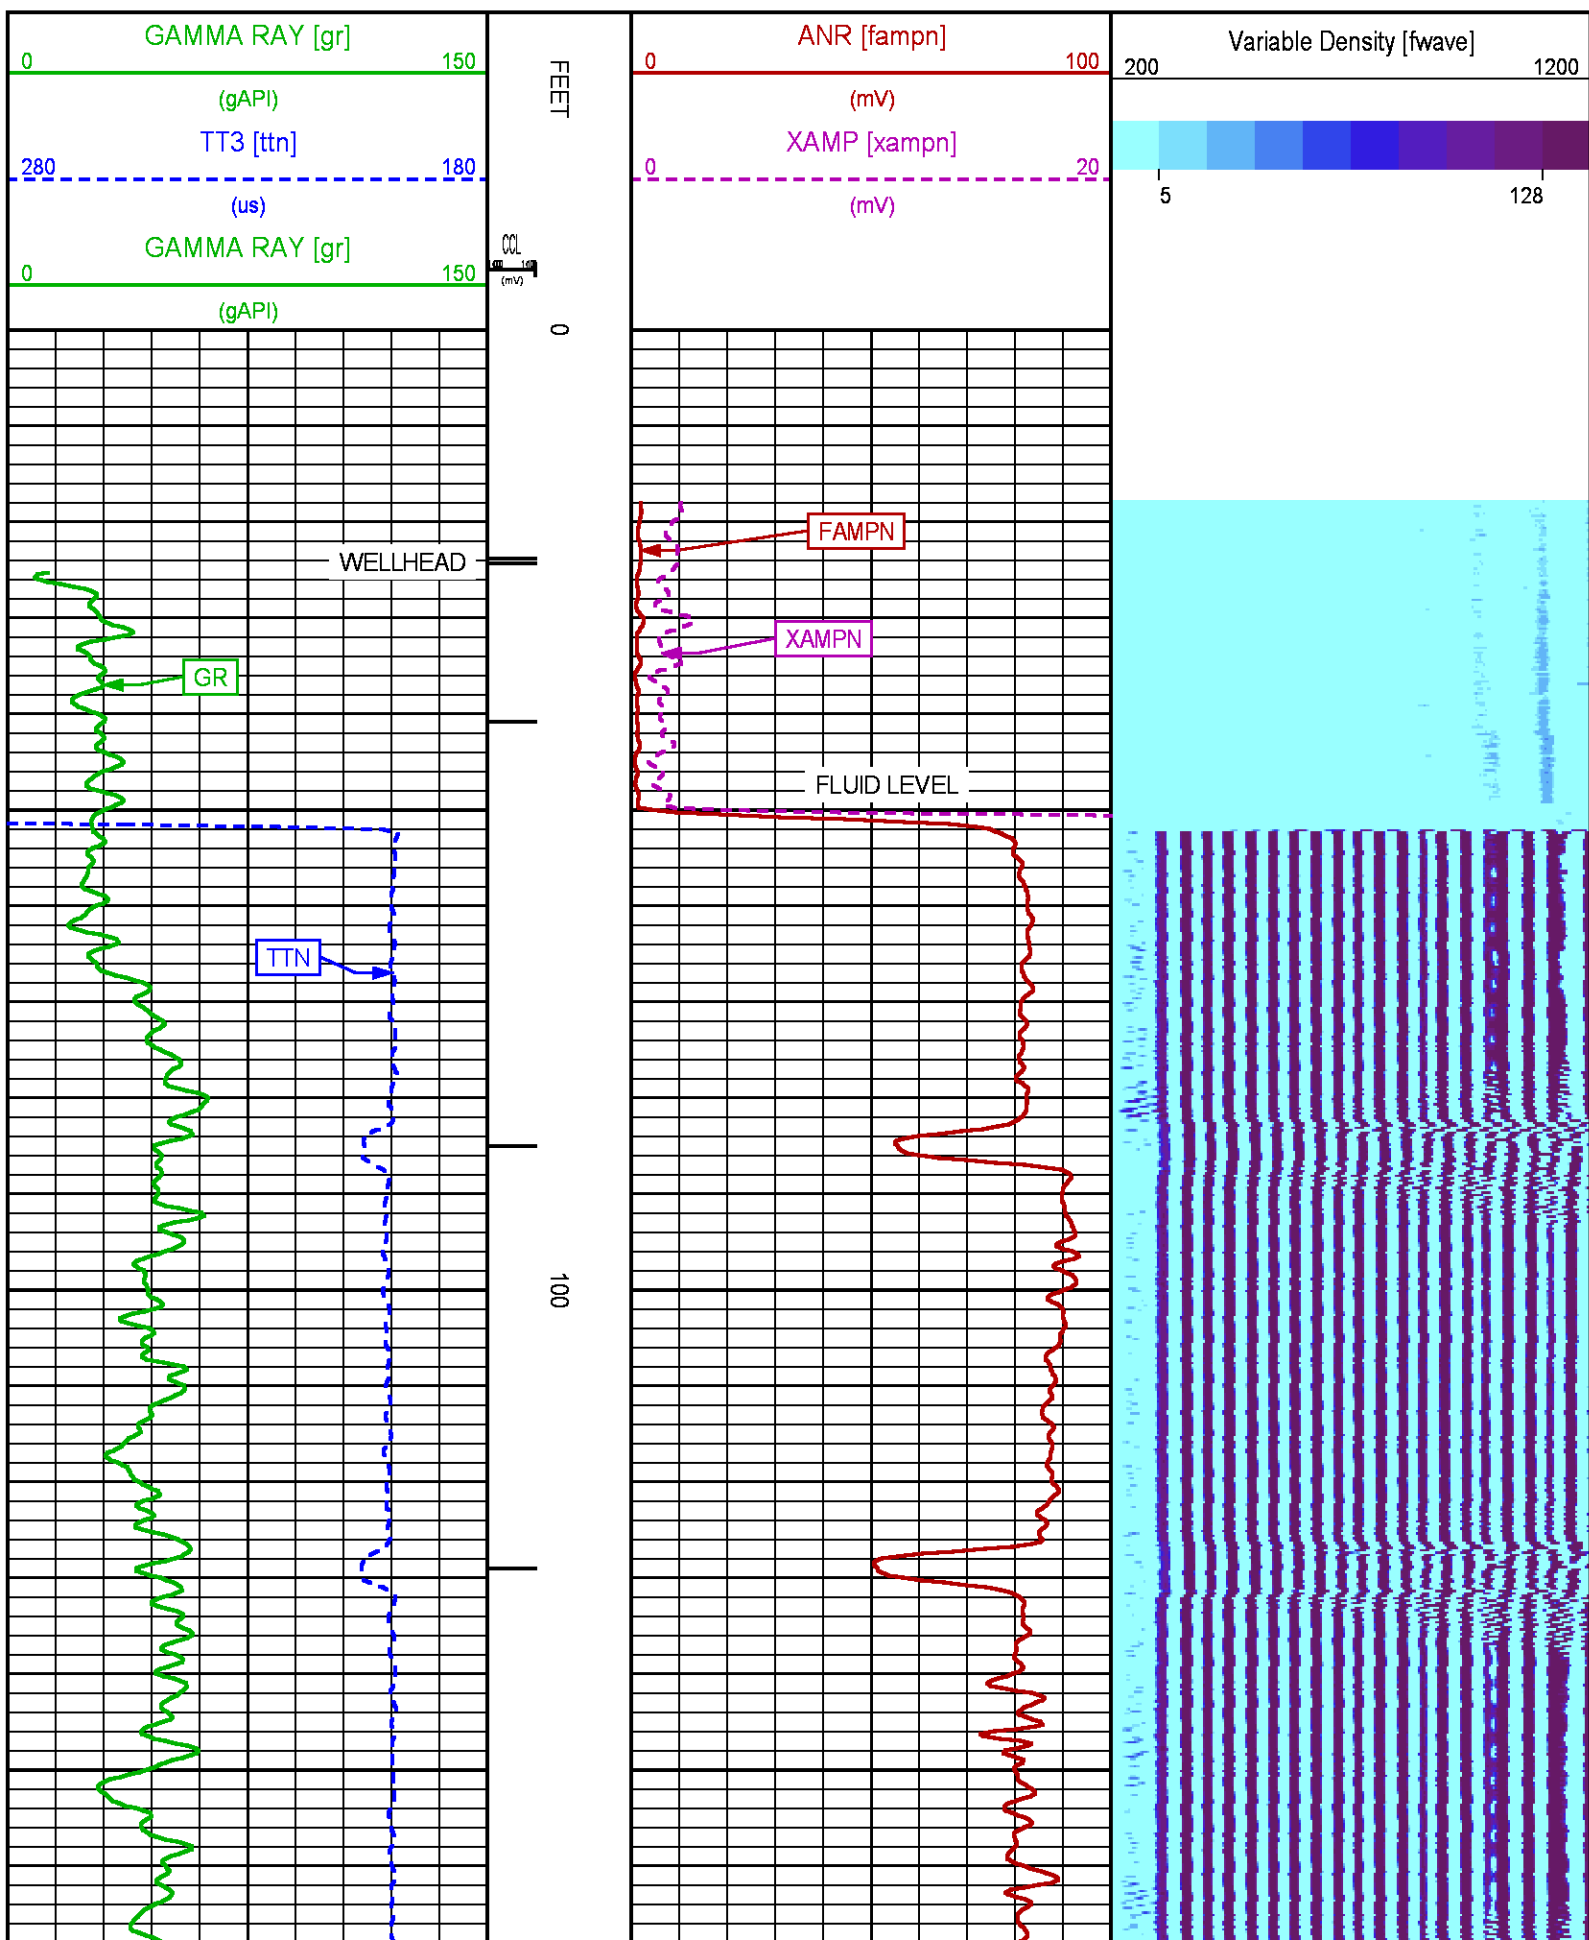 GAMMA RAY [gr]
0 150
(gAPI)
TT3 [ttn]
280 180
(us)
GAMMA RAY [gr]
0 150
(gAPI)
FEET
CCL
(mV)
0
100
ANR [fampn]
0 100
(mV)
XAMP [xampn]
0 20
(mV)
Variable Density [fwave]
200 1200
5 128
FAMPN
WELLHEAD
XAMPN
GR
FLUID LEVEL
TTN